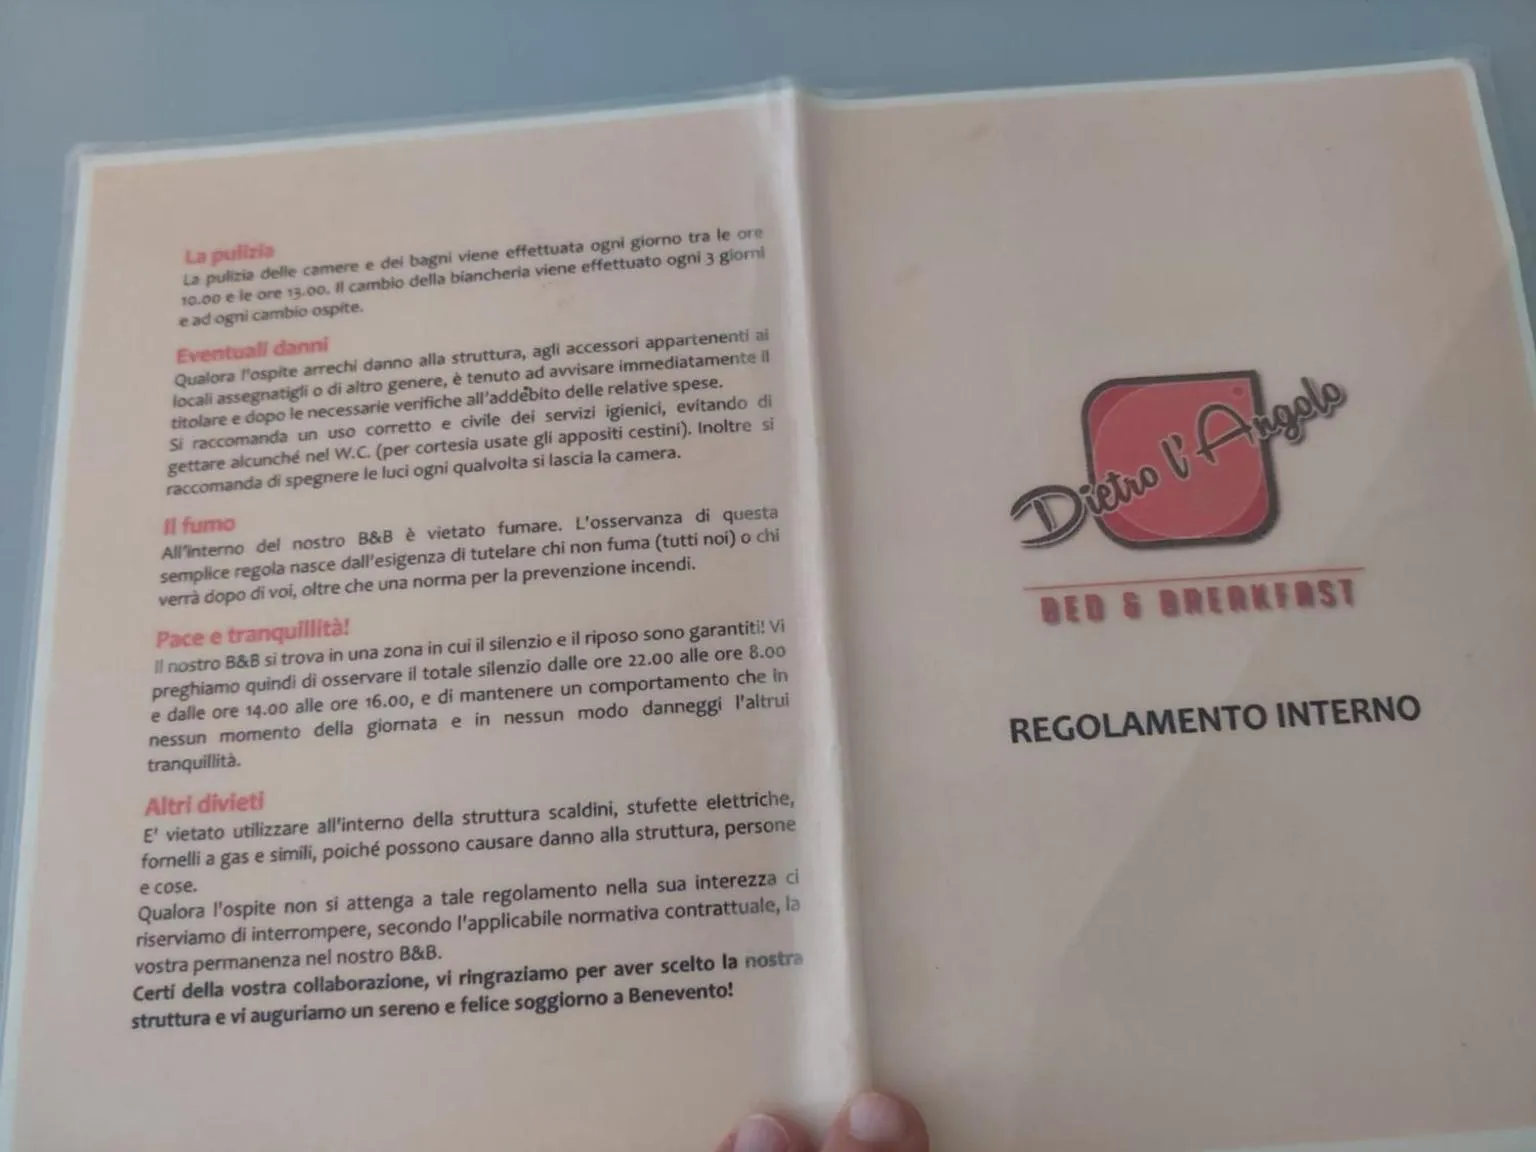 La pulizia
La pulizia delle camere e dei bagni viene effettuata ogni giorno tra le ore
10.00 e le ore 13.00. Il cambio della biancheria viene effettuato ogni 3 giorni
e ad ogni cambio ospite.
Eventuali danni
Qualora l'ospite arrechi danno alla struttura, agli accessori appartenenti ai
locali assegnatigli o di altro genere, è tenuto ad avvisare immediatamente il
titolare e dopo le necessarie verifiche all'addebito delle relative spese.
Si raccomanda un uso corretto e civile dei servizi igienici, evitando di
gettare alcunché nel W.C. (per cortesia usate gli appositi cestini). Inoltre si
raccomanda di spegnere le luci ogni qualvolta si lascia la camera.
Il fumo
All'interno del nostro B&B è vietato fumare. L'osservanza di questa
semplice regola nasce dall'esigenza di tutelare chi non fuma (tutti noi) o chi
verrà dopo di voi, oltre che una norma per la prevenzione incendi.
Pace e tranquillità!
Il nostro B&B si trova in una zona in cui il silenzio e il riposo sono garantiti! Vi
preghiamo quindi di osservare il totale silenzio dalle ore 22.00 alle ore 8.00
e dalle ore 14.00 alle ore 16.00, e di mantenere un comportamento che in
nessun momento della giornata e in nessun modo danneggi l'altrui
tranquillità.
Altri divieti
E' vietato utilizzare all'interno della struttura scaldini, stufette elettriche,
fornelli a gas e simili, poiché possono causare danno alla struttura, persone
e cose.
Qualora l'ospite non si attenga a tale regolamento nella sua interezza ci
riserviamo di interrompere, secondo l'applicabile normativa contrattuale, la
vostra permanenza nel nostro B&B.
Certi della vostra collaborazione, vi ringraziamo per aver scelto la nostra
struttura e vi auguriamo un sereno e felice soggiorno a Benevento!
Dietro l'Angolo
BED & BREAKFAST
REGOLAMENTO INTERNO